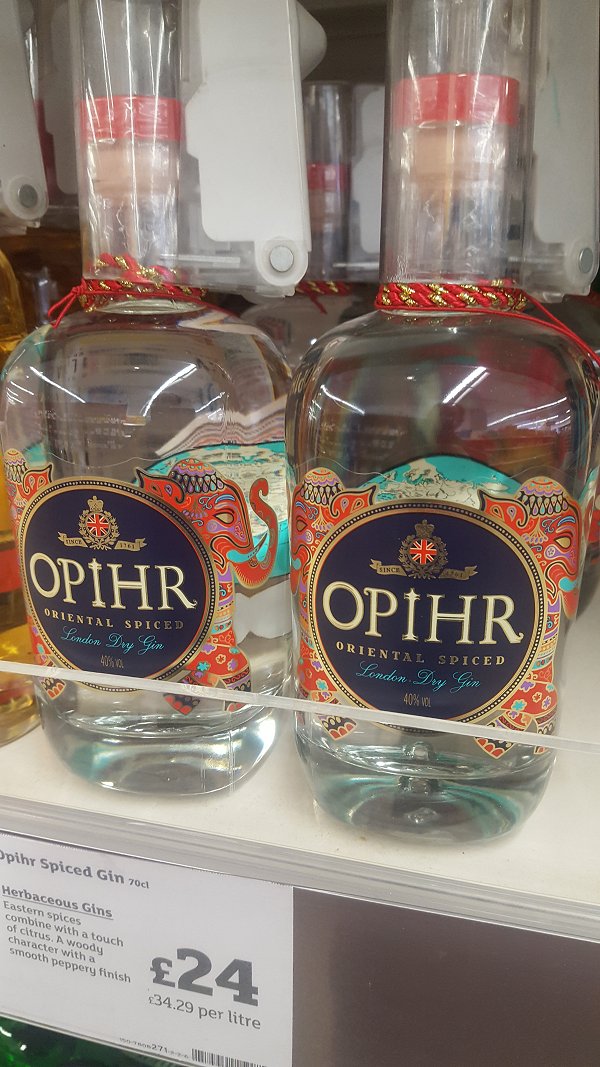 SINCE 1761
OPIHR
ORIENTAL SPICED
London Dry Gin
40% VOL
SINCE 1761
OPIHR
ORIENTAL SPICED
London Dry Gin
40% VOL
Opihr Spiced Gin 70cl
Herbaceous Gins
Eastern spices
combine with a touch
of citrus. A woody
character with a
smooth peppery finish
£24
£34.29 per litre